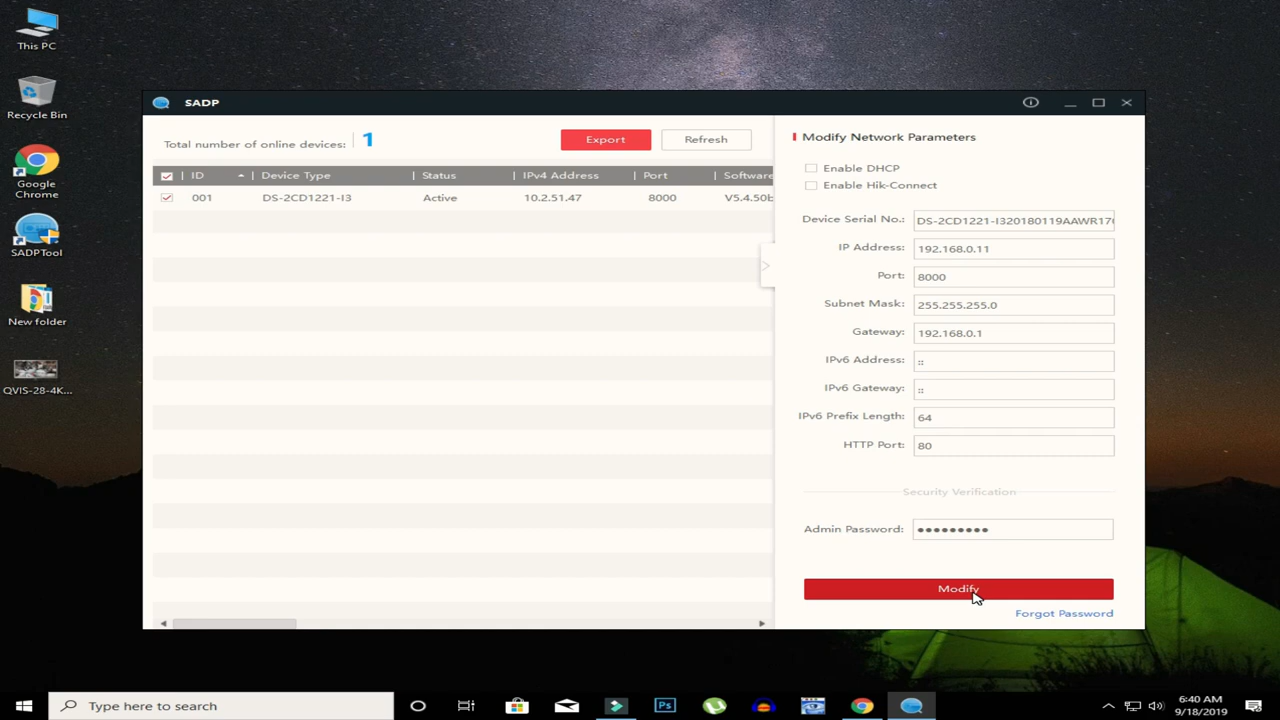 This PC
Recycle Bin
Google
Chrome
SADPTool
New folder
QVIS-28-4K...
SADP
Total number of online devices: 1
Export
Refresh
ID
Device Type
Status
IPv4 Address
Port
Software
001
DS-2CD1221-I3
Active
10.2.51.47
8000
V5.4.50b
Modify Network Parameters
Enable DHCP
Enable Hik-Connect
Device Serial No.: DS-2CD1221-I320180119AAWR17
IP Address: 192.168.0.11
Port: 8000
Subnet Mask: 255.255.255.0
Gateway: 192.168.0.1
IPv6 Address: ::
IPv6 Gateway: ::
IPv6 Prefix Length: 64
HTTP Port: 80
Security Verification
Admin Password: •••••••••
Modify
Forgot Password
Type here to search
Ps
6:40 AM
9/18/2019